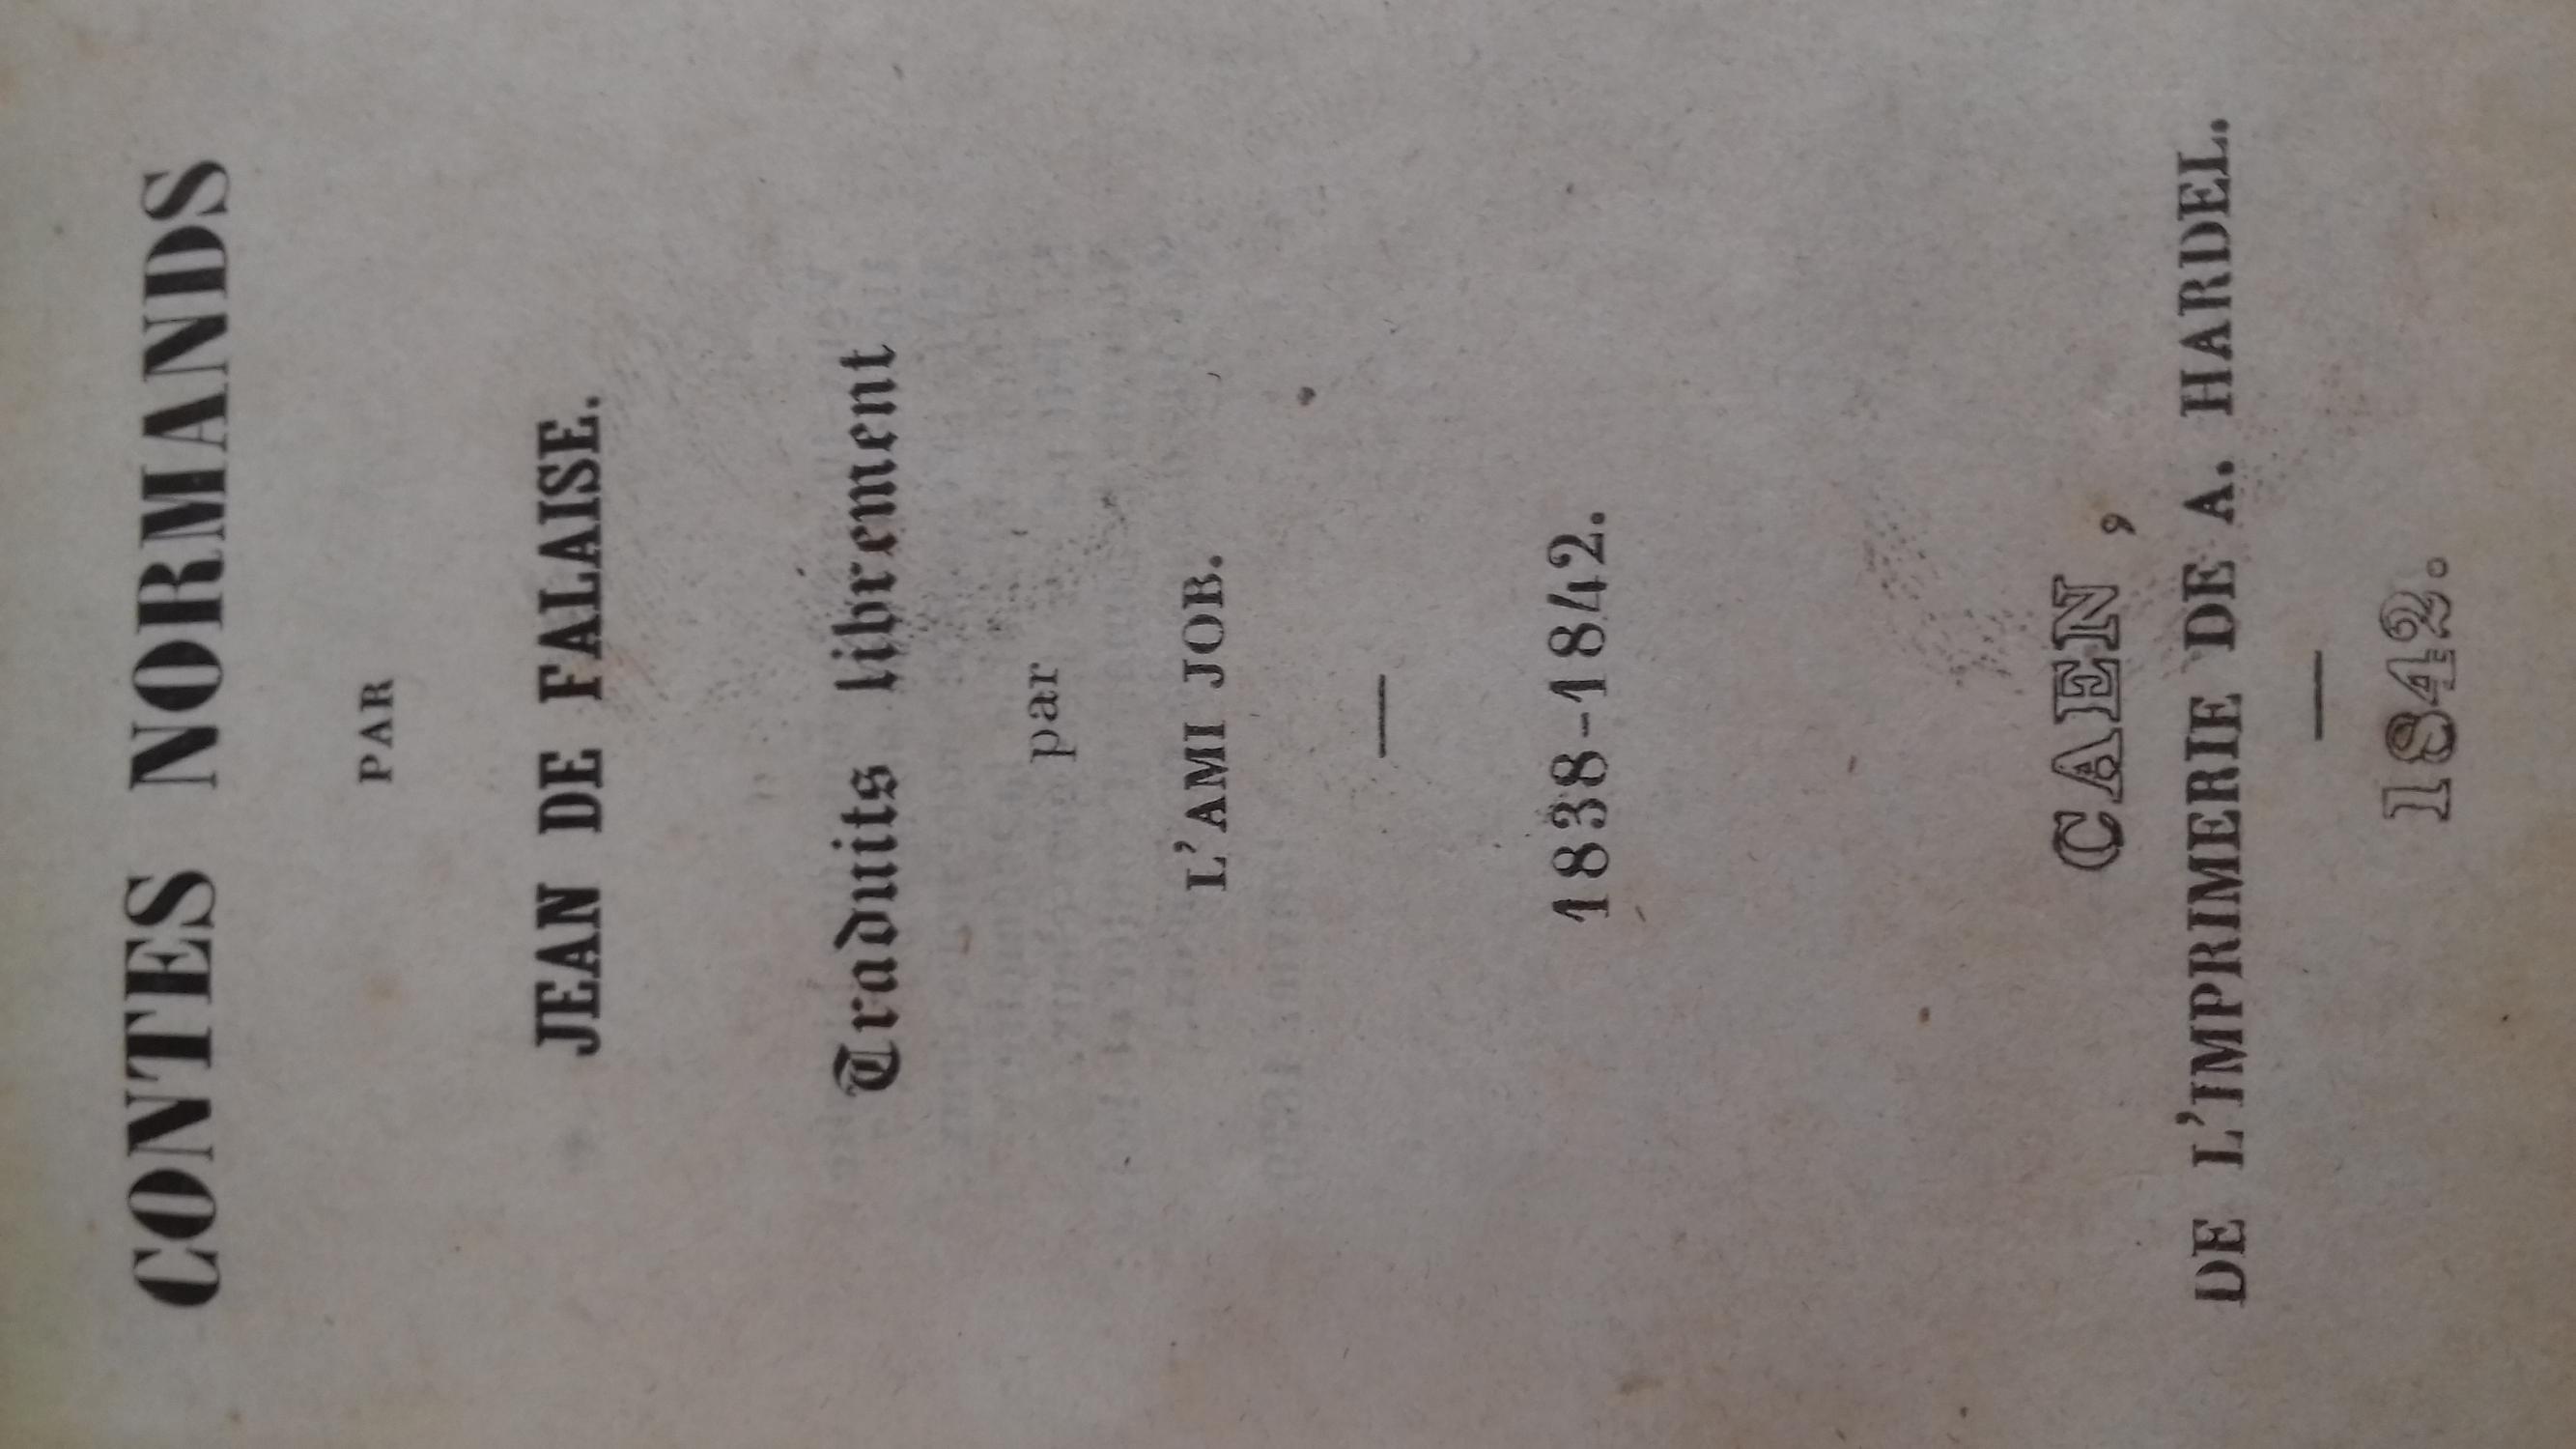 CONTES NORMANDS
PAR
JEAN DE FALAISE.
Traduits librement
par
L'AMI JOB.
1838-1842.
CAEN,
DE L'IMPRIMERIE DE A. HARDEL.
1842.